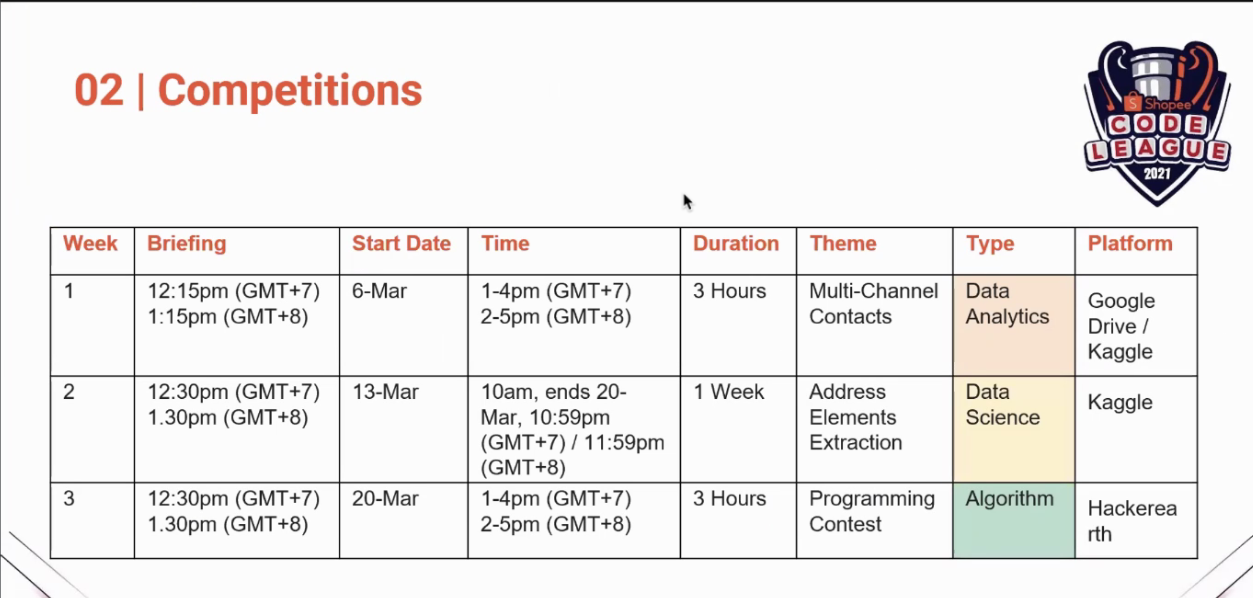 02 | Competitions
Shopee
CODE
LEAGUE
2021
Week Briefing Start Date Time Duration Theme Type Platform
1 12:15pm (GMT+7) 6-Mar 1-4pm (GMT+7) 3 Hours Multi-Channel Data Google
1:15pm (GMT+8) 2-5pm (GMT+8) Contacts Analytics Drive /
Kaggle
2 12:30pm (GMT+7) 13-Mar 10am, ends 20- 1 Week Address Data Kaggle
1.30pm (GMT+8) Mar, 10:59pm Elements Science
(GMT+7) / 11:59pm Extraction
(GMT+8)
3 12:30pm (GMT+7) 20-Mar 1-4pm (GMT+7) 3 Hours Programming Algorithm Hackerea
1.30pm (GMT+8) 2-5pm (GMT+8) Contest rth